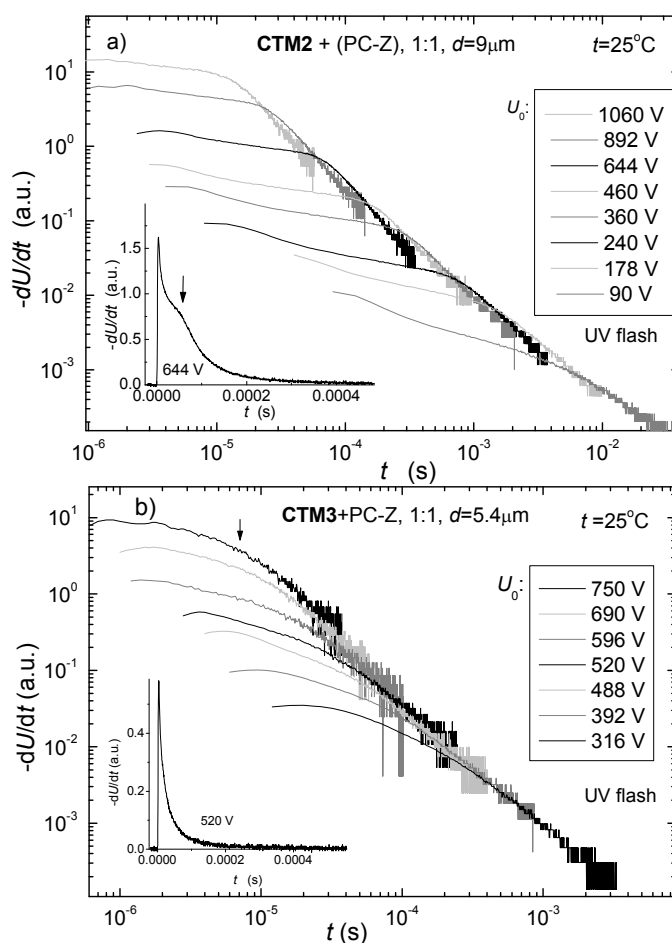 a)
CTM2 + (PC-Z), 1:1, d=9μm
t=25°C
U0:
1060 V
892 V
644 V
460 V
360 V
240 V
178 V
90 V
UV flash
-dU/dt (a.u.)
10^1
10^0
10^-1
10^-2
10^-3
10^-6
10^-5
10^-4
10^-3
10^-2
t (s)
-dU/dt (a.u.)
1.5
0.75
0.0
644 V
0.0000
0.0002
0.0004
t (s)
b)
CTM3+PC-Z, 1:1, d=5.4μm
t =25°C
U0:
750 V
690 V
596 V
520 V
488 V
392 V
316 V
UV flash
-dU/dt (a.u.)
10^1
10^0
10^-1
10^-2
10^-3
10^-6
10^-5
10^-4
10^-3
t (s)
-dU/dt (a.u.)
0.4
0.2
0.0
520 V
0.0000
0.0002
0.0004
t (s)